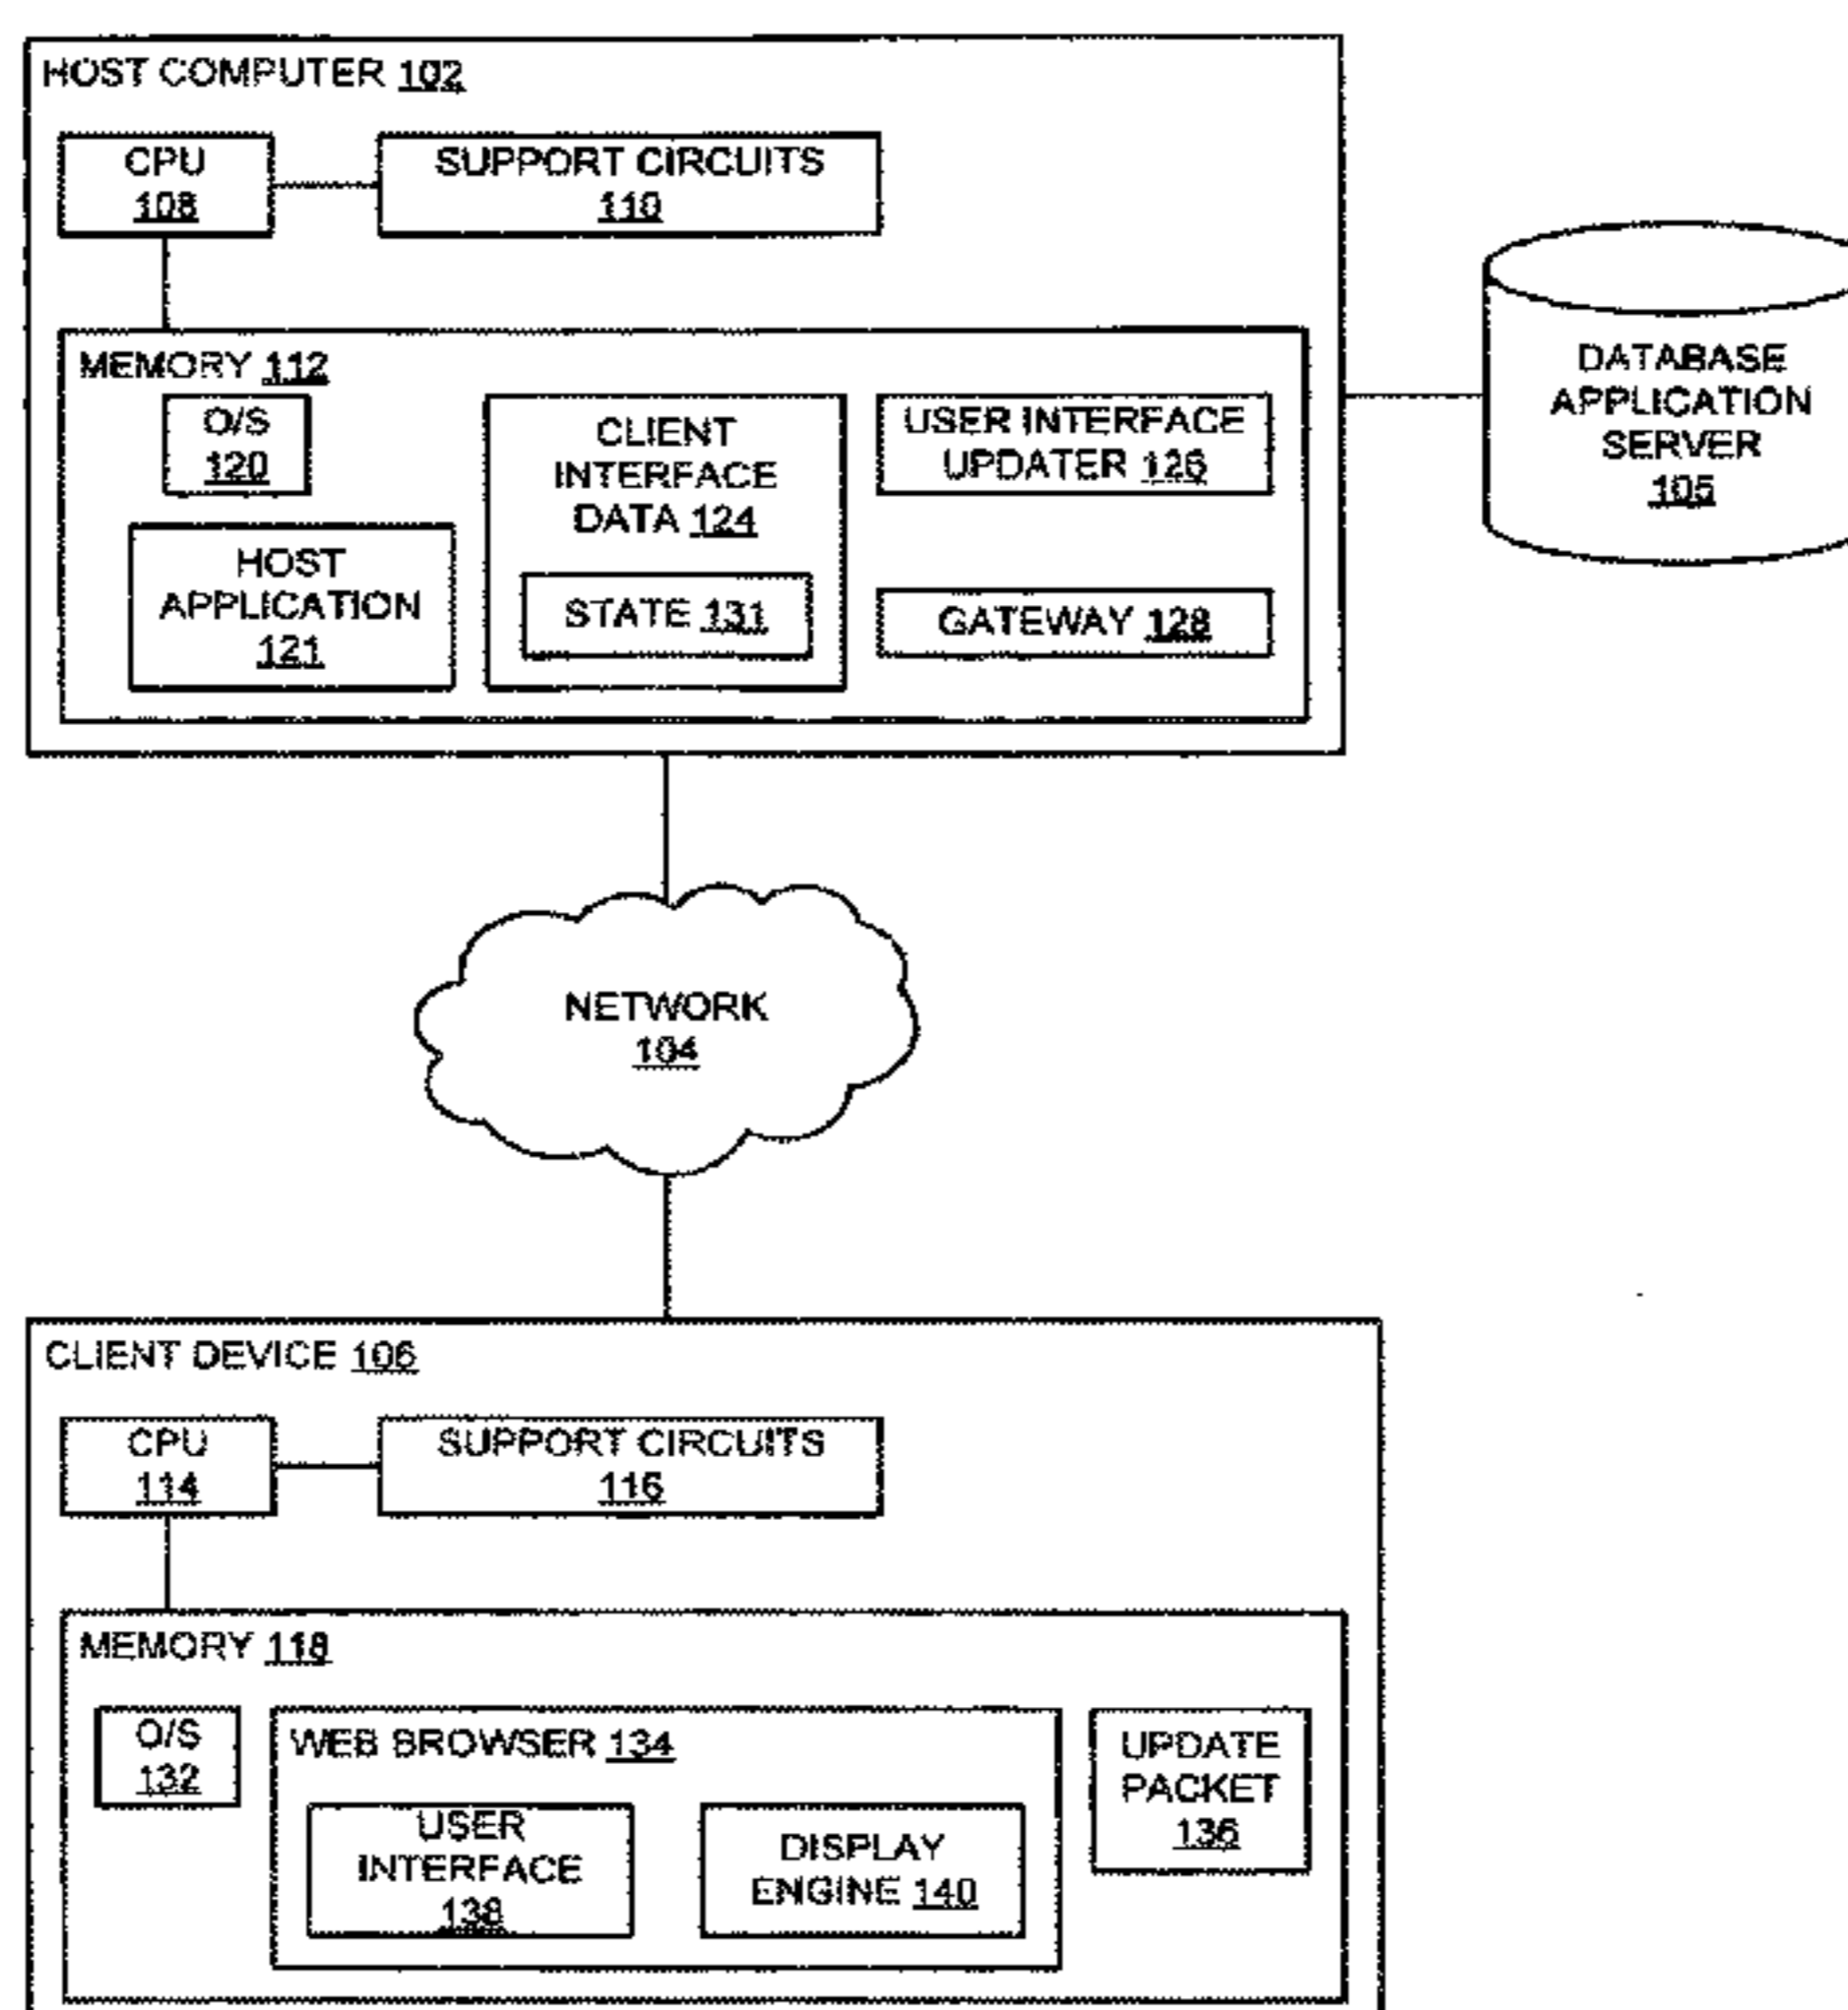 HOST COMPUTER 102
CPU
108
SUPPORT CIRCUITS
110
MEMORY 112
O/S
120
HOST
APPLICATION
121
CLIENT
INTERFACE
DATA 124
STATE 131
USER INTERFACE
UPDATER 126
GATEWAY 128
DATABASE
APPLICATION
SERVER
105
NETWORK
104
CLIENT DEVICE 106
CPU
114
SUPPORT CIRCUITS
116
MEMORY 118
O/S
132
WEB BROWSER 134
USER
INTERFACE
138
DISPLAY
ENGINE 140
UPDATE
PACKET
136